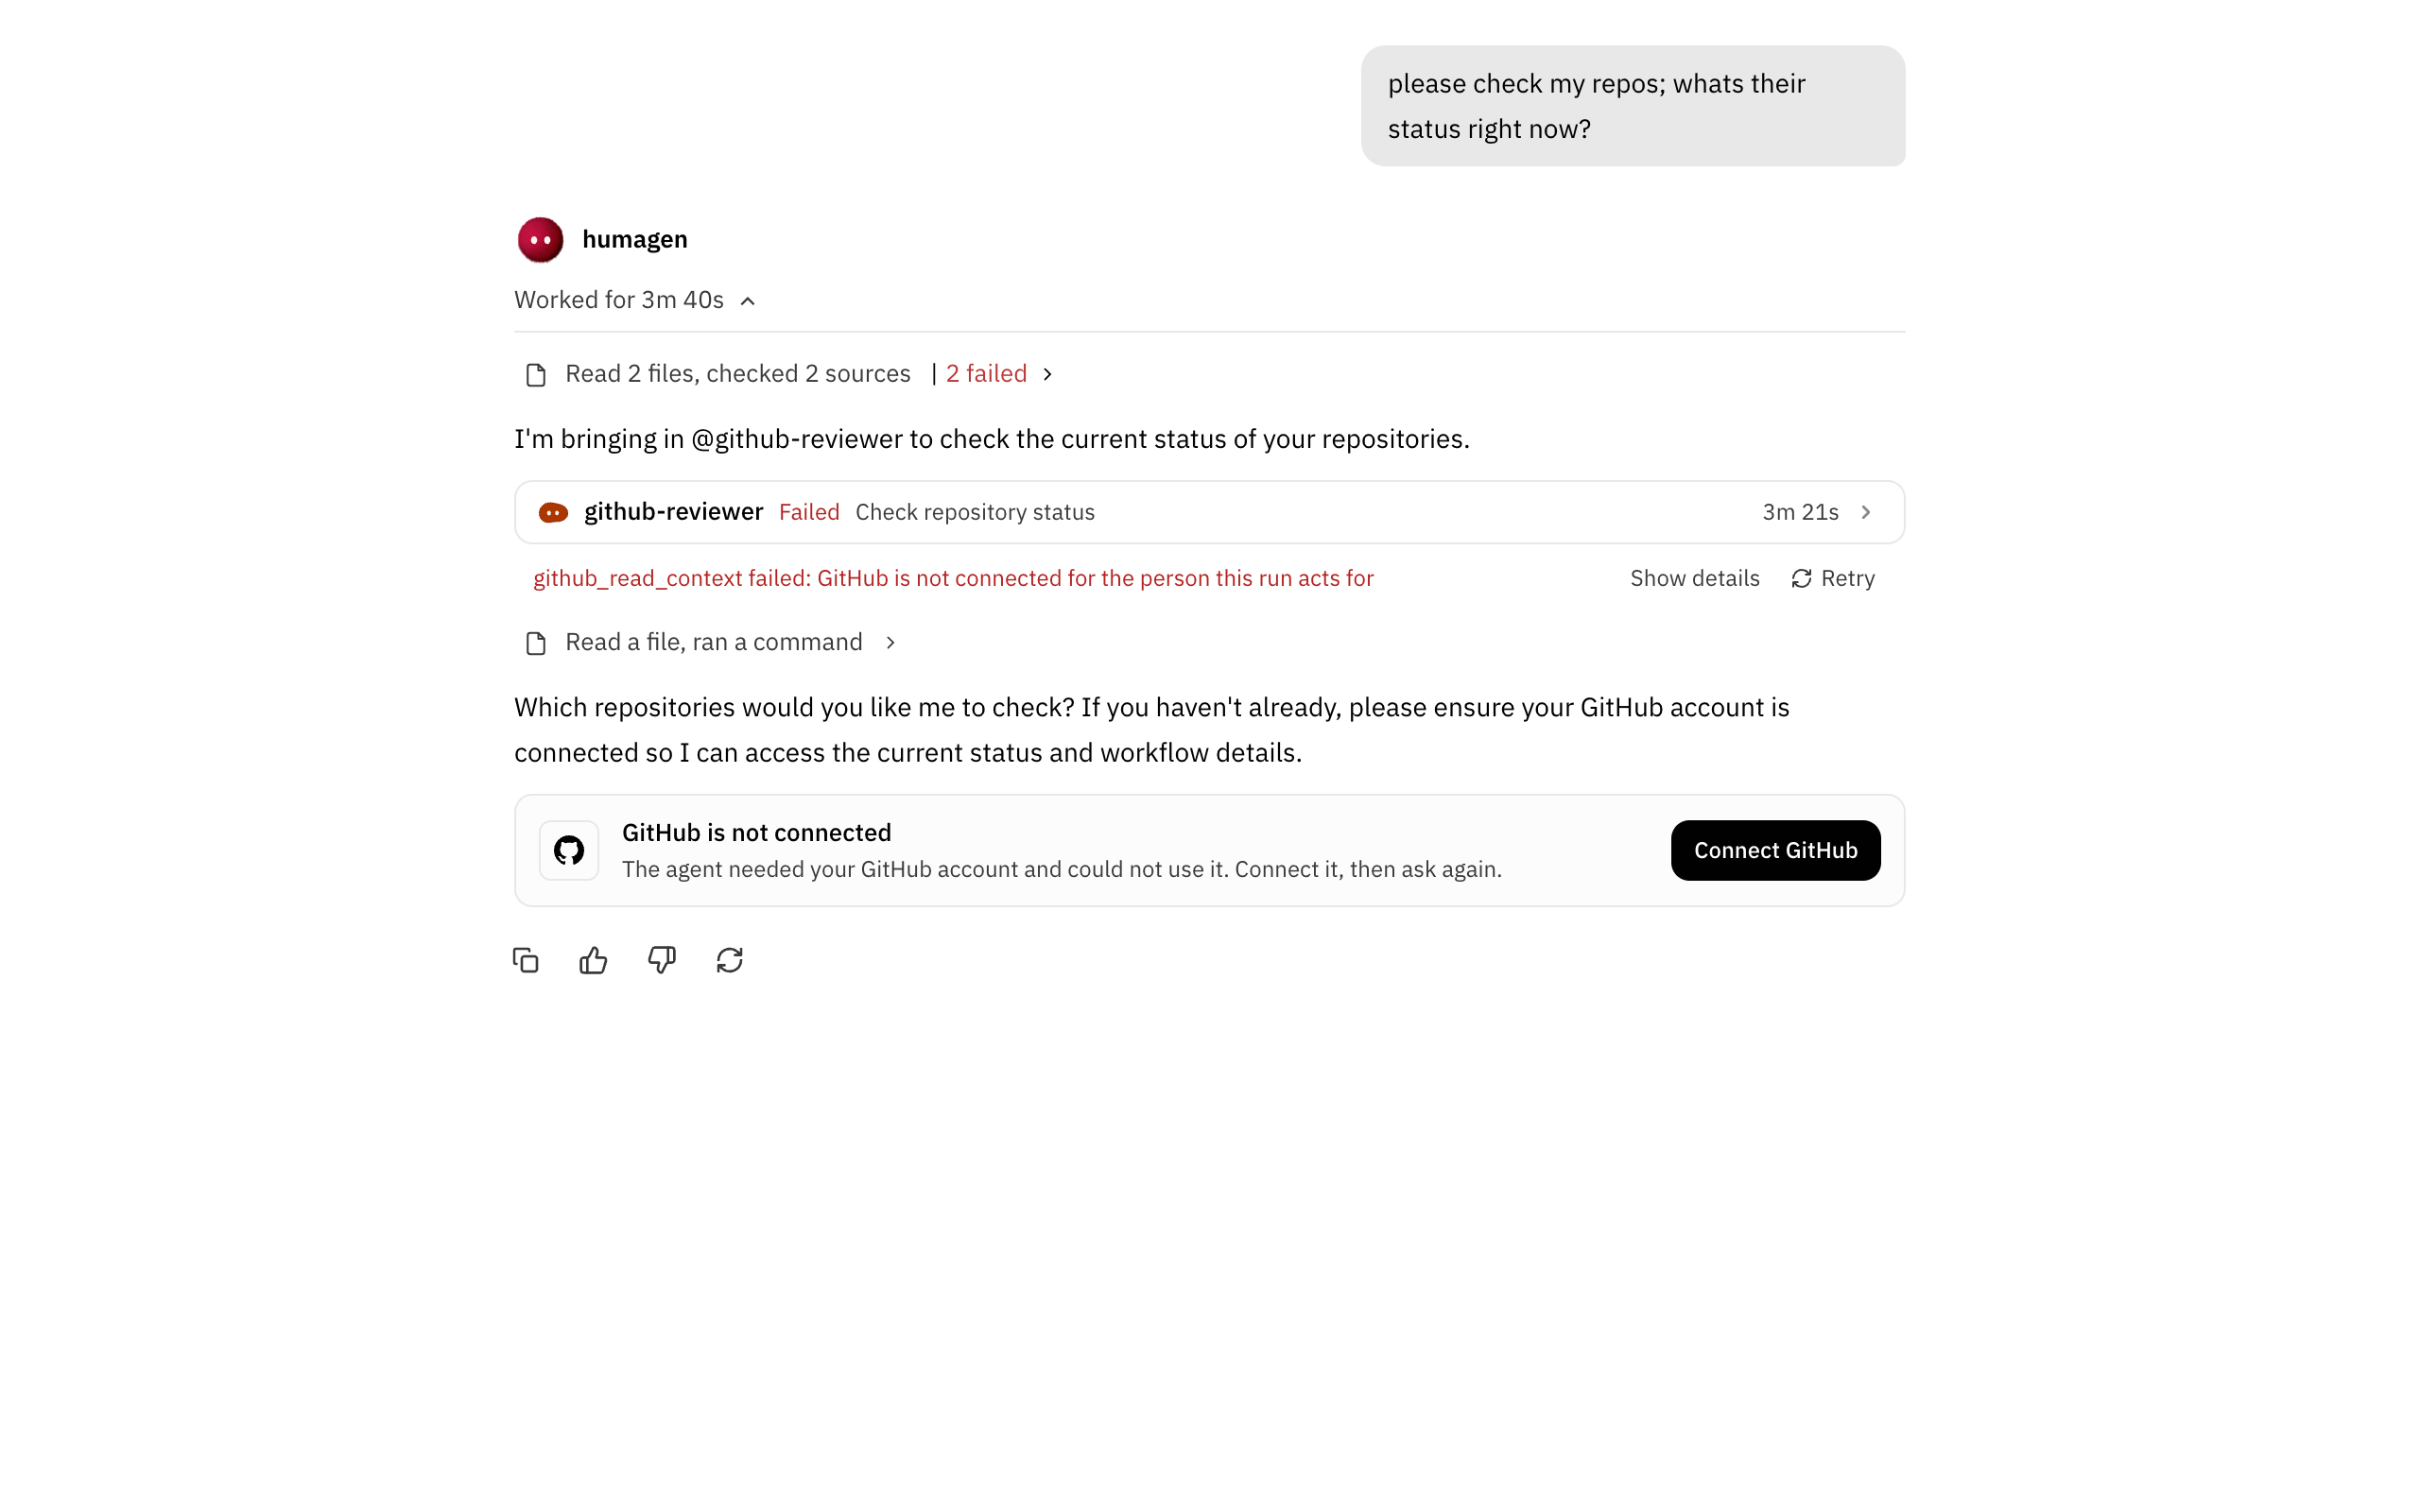 please check my repos; whats their
status right now?
humagen
Worked for 3m 40s
Read 2 files, checked 2 sources | 2 failed
I'm bringing in @github-reviewer to check the current status of your repositories.
github-reviewer Failed Check repository status 3m 21s
github_read_context failed: GitHub is not connected for the person this run acts for Show details Retry
Read a file, ran a command
Which repositories would you like me to check? If you haven't already, please ensure your GitHub account is
connected so I can access the current status and workflow details.
GitHub is not connected
The agent needed your GitHub account and could not use it. Connect it, then ask again.
Connect GitHub